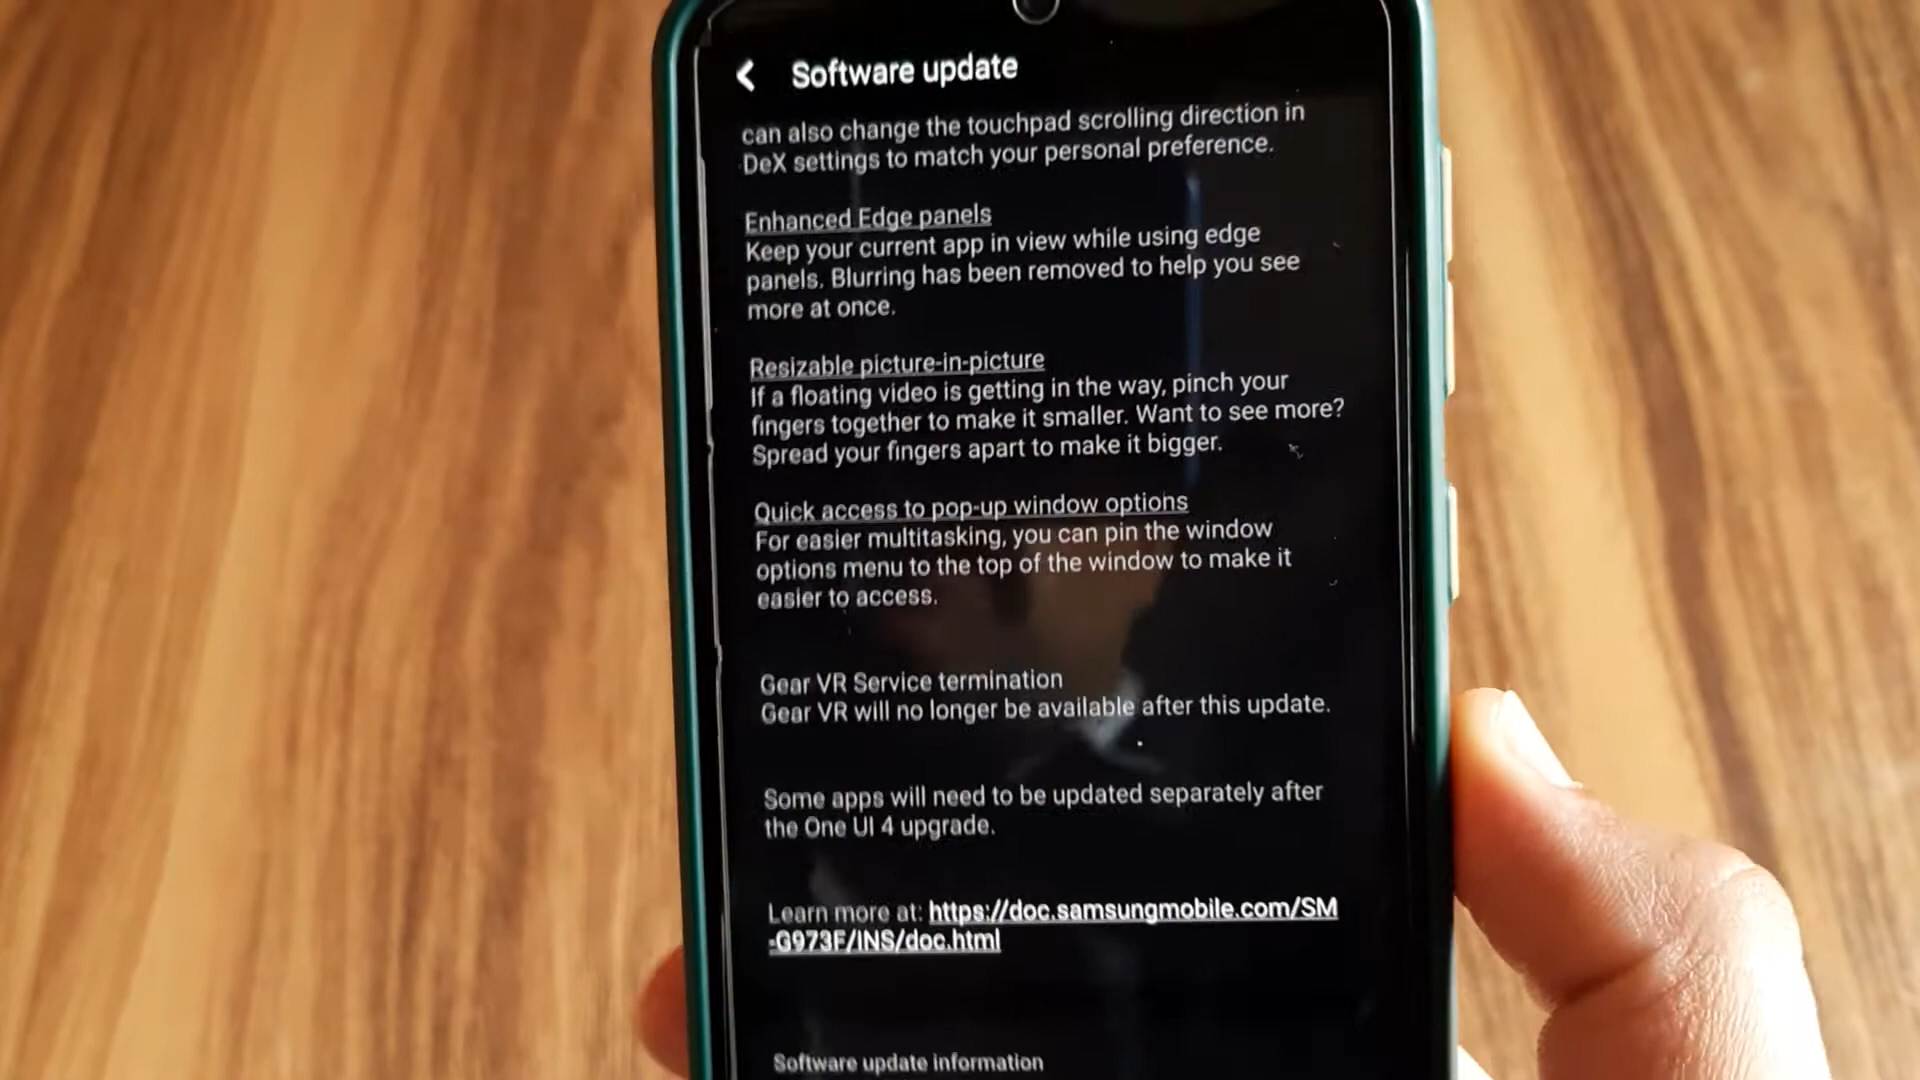 Software update
can also change the touchpad scrolling direction in
DeX settings to match your personal preference.
Enhanced Edge panels
Keep your current app in view while using edge
panels. Blurring has been removed to help you see
more at once.
Resizable picture-in-picture
If a floating video is getting in the way, pinch your
fingers together to make it smaller. Want to see more?
Spread your fingers apart to make it bigger.
Quick access to pop-up window options
For easier multitasking, you can pin the window
options menu to the top of the window to make it
easier to access.
Gear VR Service termination
Gear VR will no longer be available after this update.
Some apps will need to be updated separately after
the One UI 4 upgrade.
Learn more at: https://doc.samsungmobile.com/SM
-G973F/INS/doc.html
Software update information